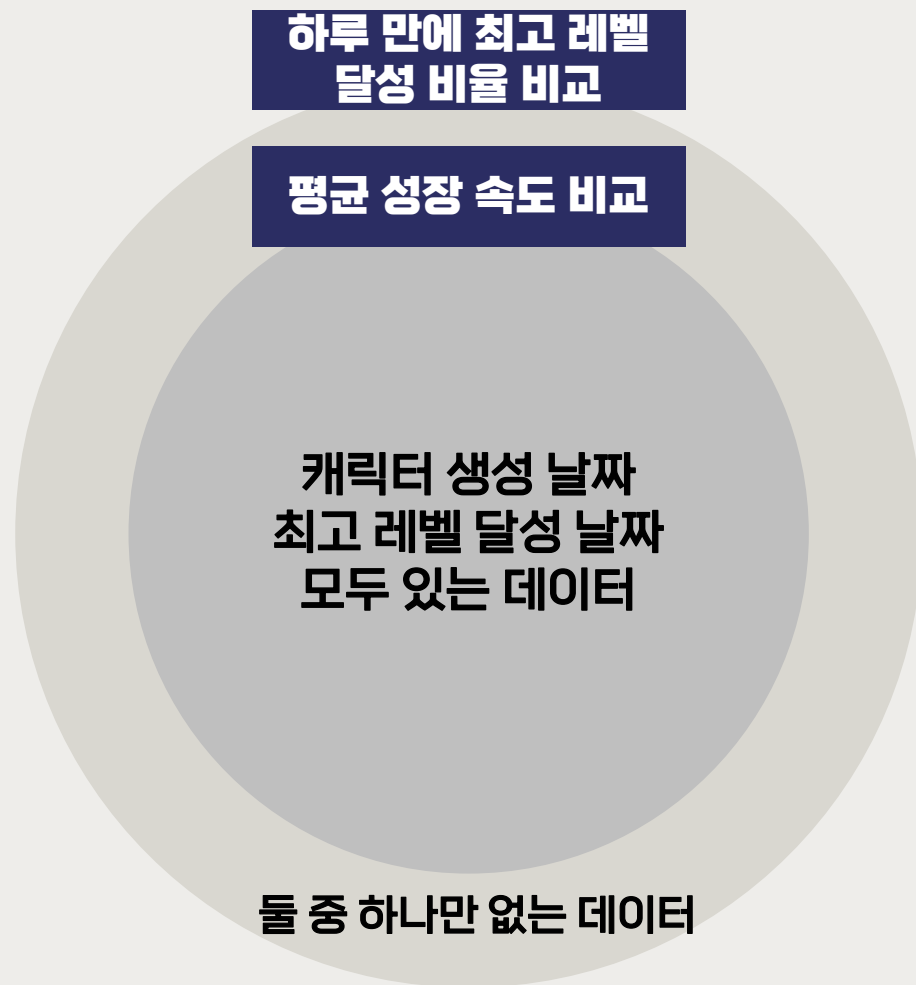 하루 만에 최고 레벨
달성 비율 비교
평균 성장 속도 비교
캐릭터 생성 날짜
최고 레벨 달성 날짜
모두 있는 데이터
둘 중 하나만 없는 데이터